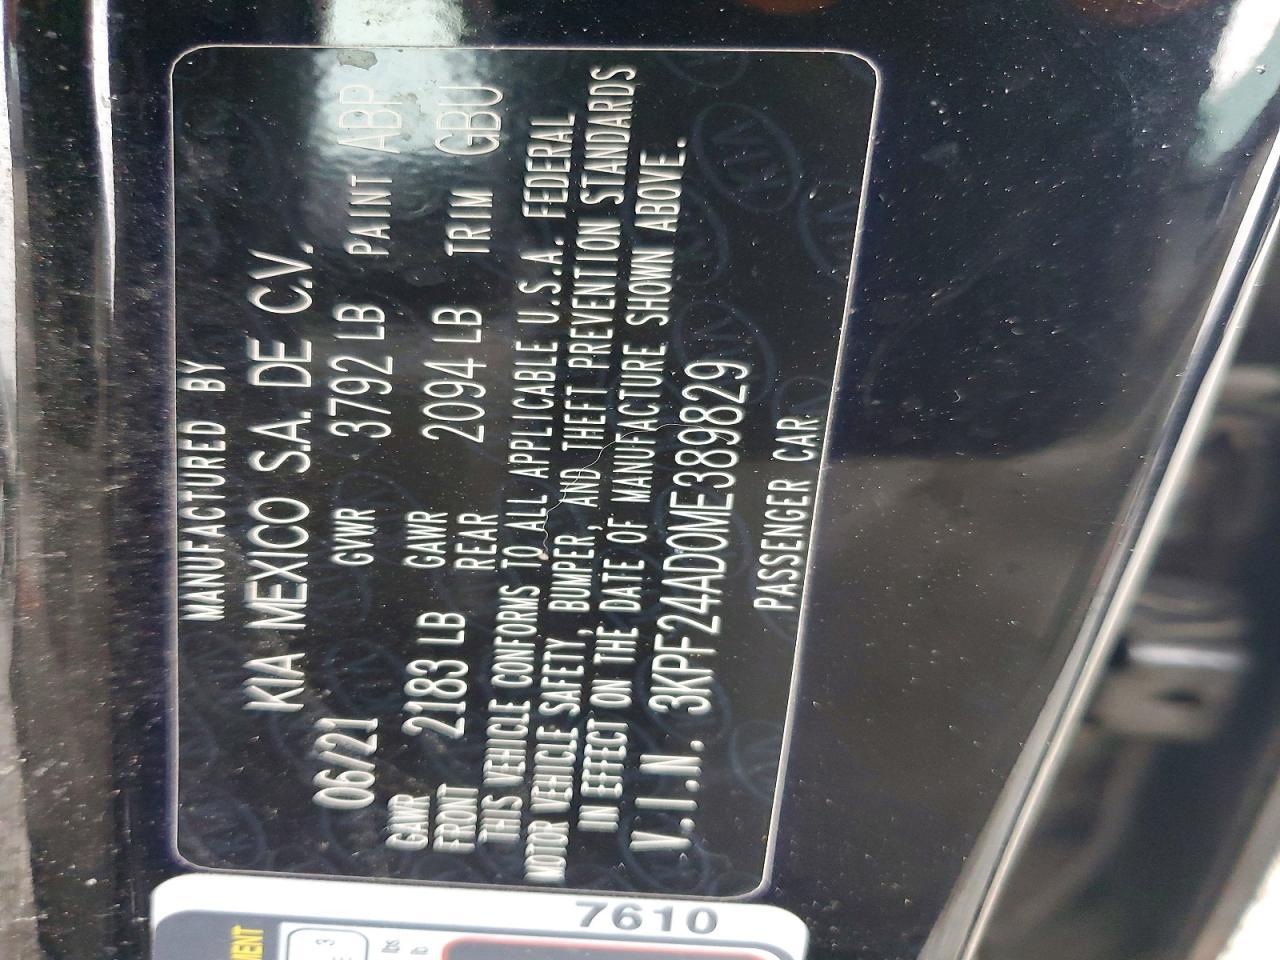 MANUFACTURED BY
KIA MEXICO S.A. DE C.V.
06/21 GVWR 3792 LB PAINT ABP
GAWR FRONT 2183 LB GAWR REAR 2094 LB TRIM GBU
THIS VEHICLE CONFORMS TO ALL APPLICABLE U.S.A. FEDERAL
MOTOR VEHICLE SAFETY, BUMPER, AND THEFT PREVENTION STANDARDS
IN EFFECT ON THE DATE OF MANUFACTURE SHOWN ABOVE.
V.I.N. 3KPF24ADOME389829
PASSENGER CAR
7610